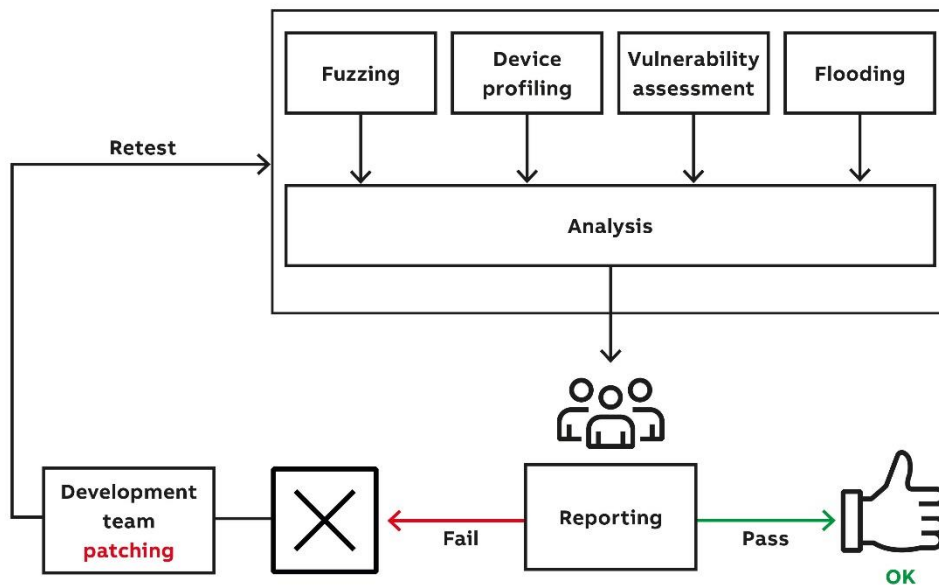 Fuzzing
Device
profiling
Vulnerability
assessment
Flooding
Retest
Analysis
Development
team
patching
Fail
Reporting
Pass
OK